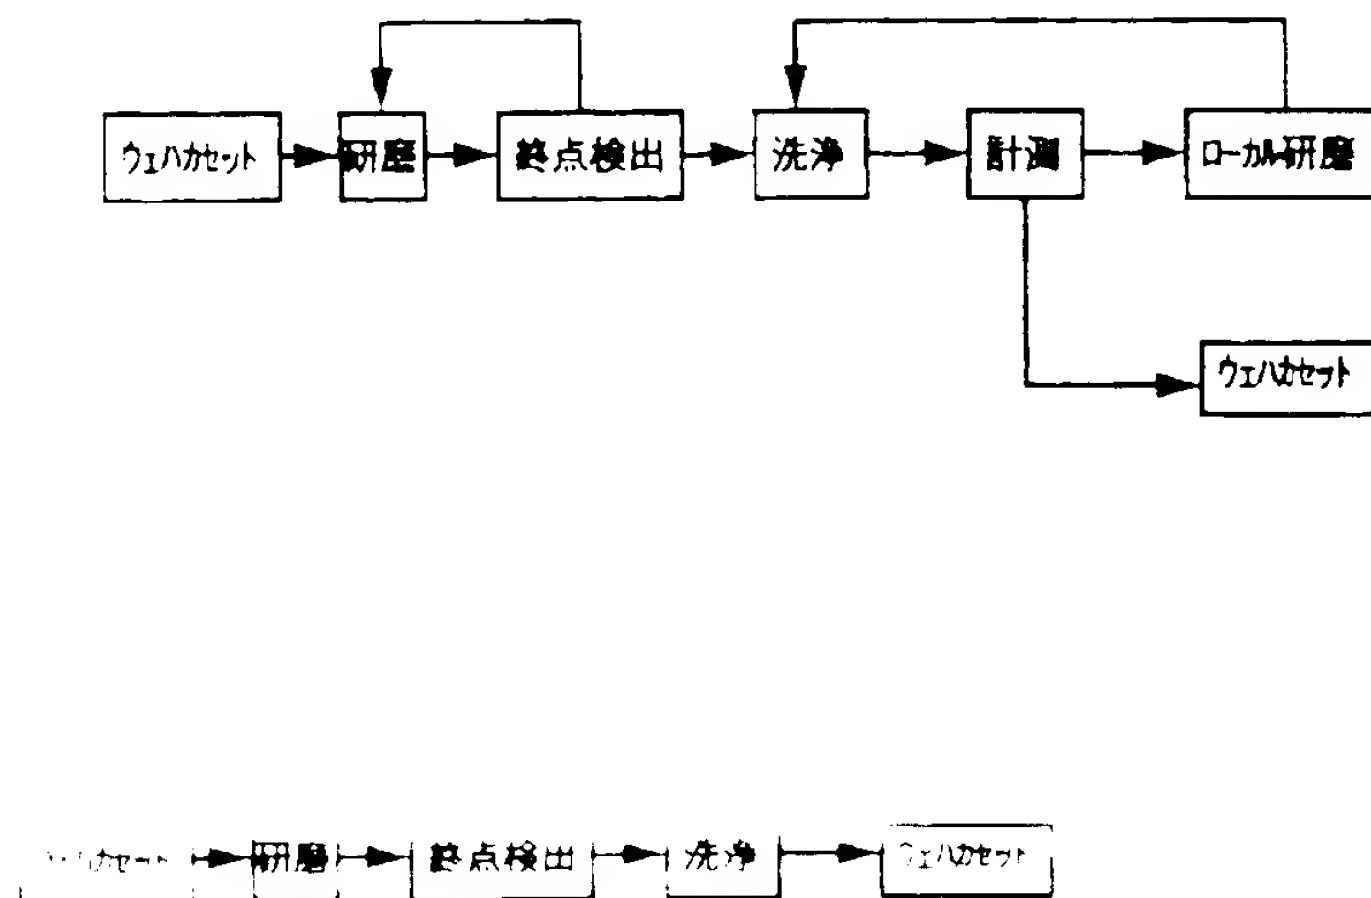 ウェハカセット 研磨 終点検出 洗浄 計測 ローカル研磨
ウェハカセット
研磨 終点検出 洗浄 ウェハカセット